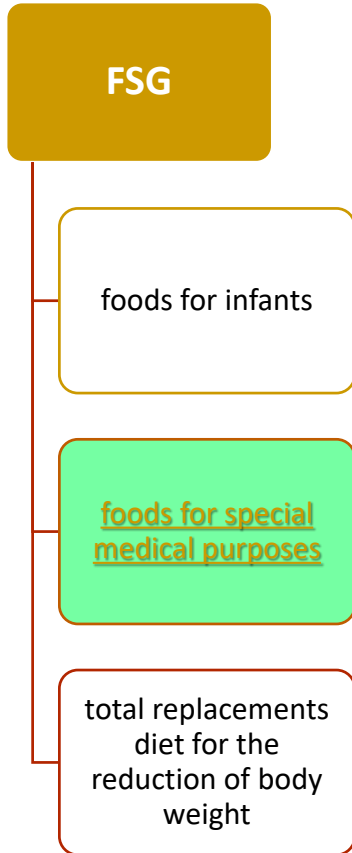 FSG
foods for infants
foods for special
medical purposes
total replacements
diet for the
reduction of body
weight